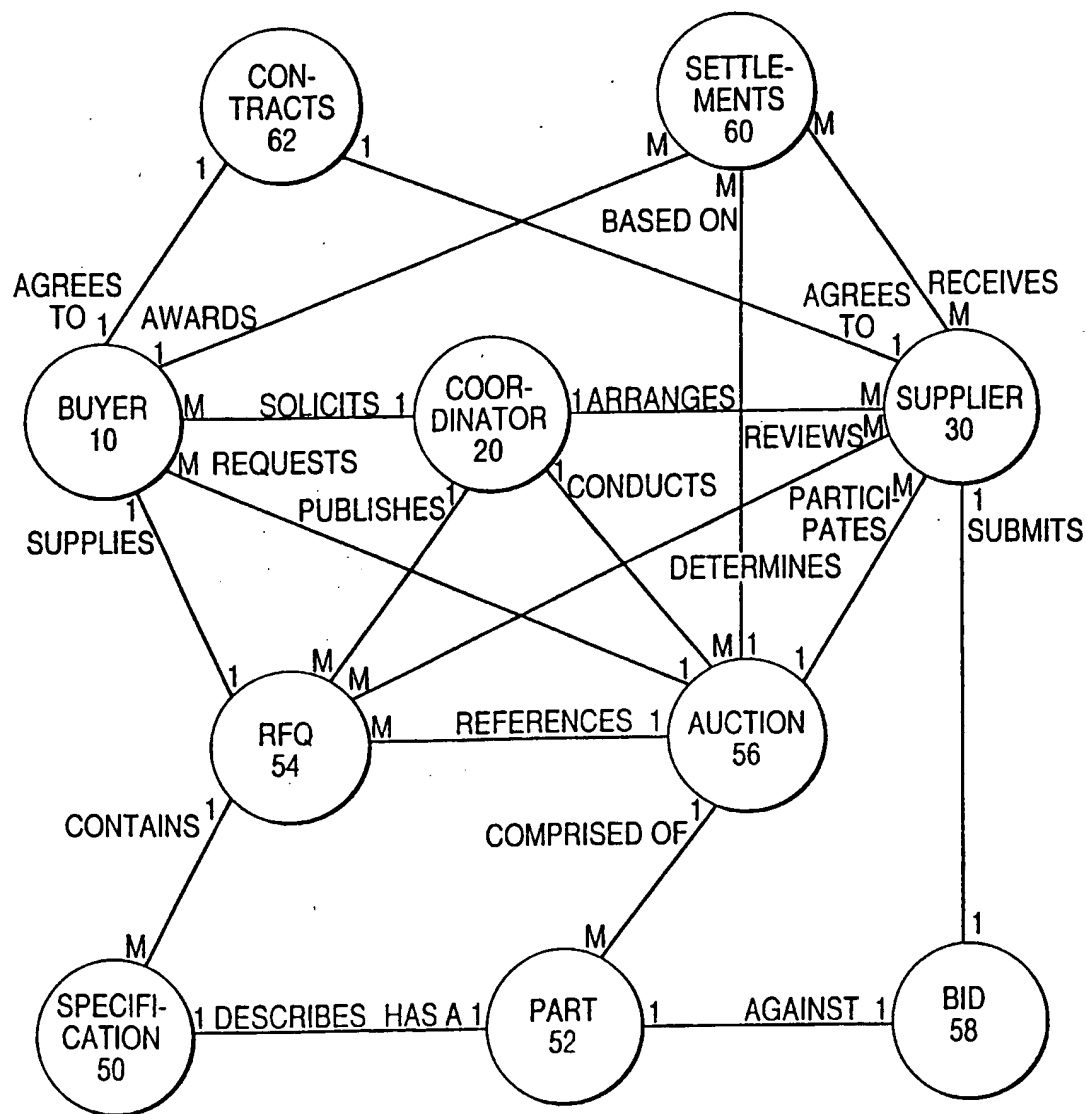 CON-
TRACTS
62
SETTLE-
MENTS
60
1
1
M
M
M
BASED ON
AGREES
TO
1
AWARDS
1
AGREES
TO
1
RECEIVES
M
BUYER
10
M
SOLICITS
1
COOR-
DINATOR
20
1
ARRANGES
M
SUPPLIER
30
REVIEWS
M
M
REQUESTS
1
PUBLISHES
1
1
CONDUCTS
PARTICI-
PATES
M
1
SUBMITS
SUPPLIES
DETERMINES
1
M
M
1
M
1
1
RFQ
54
M
REFERENCES
1
AUCTION
56
CONTAINS
1
COMPRISED OF
1
M
M
1
SPECIFI-
CATION
50
1
DESCRIBES
HAS A
1
PART
52
1
AGAINST
1
BID
58